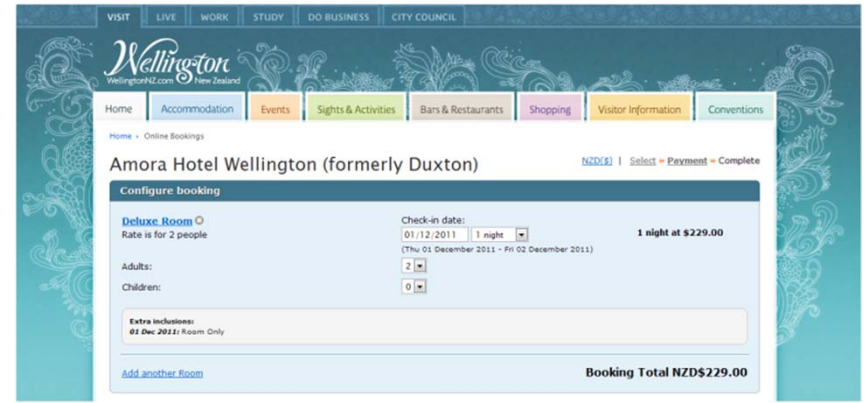 VISIT LIVE WORK STUDY DO BUSINESS CITY COUNCIL
Wellington
WellingtonNZ.com New Zealand
Home Accommodation Events Sights & Activities Bars & Restaurants Shopping Visitor Information Conventions
Home › Online Bookings
Amora Hotel Wellington (formerly Duxton)
NZD($) | Select = Payment = Complete
Configure booking
Deluxe Room
Rate is for 2 people
Check-in date:
01/12/2011 1 night
1 night at $229.00
(Thu 01 December 2011 - Fri 02 December 2011)
Adults: 2
Children: 0
Extra inclusions:
01 Dec 2011: Room Only
Add another Room
Booking Total NZD$229.00